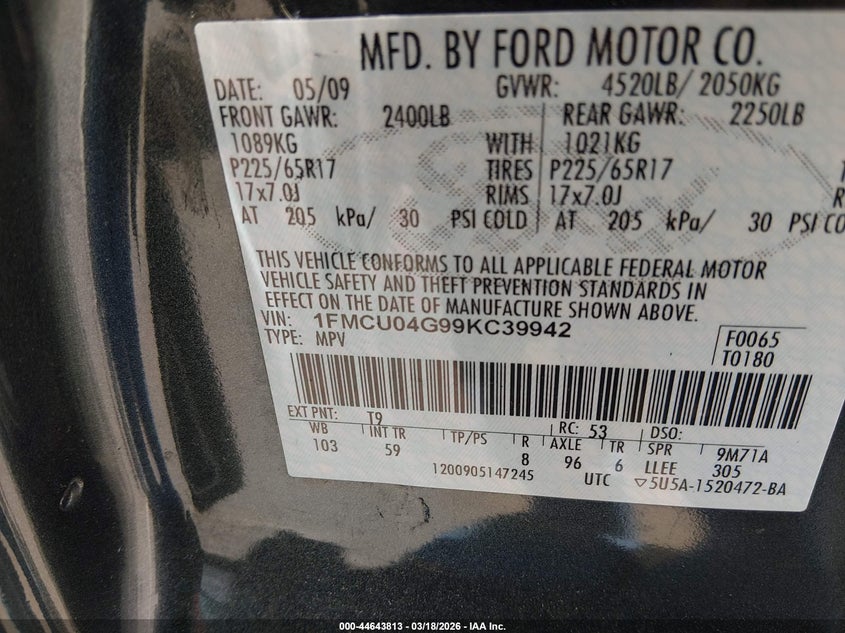 MFD. BY FORD MOTOR CO.
DATE: 05/09 GVWR: 4520LB/ 2050KG
FRONT GAWR: 2400LB REAR GAWR: 2250LB
1089KG WITH 1021KG
P225/65R17 TIRES P225/65R17
17x7.0J RIMS 17x7.0J
AT 205 kPa/ 30 PSI COLD AT 205 kPa/ 30 PSI CO
THIS VEHICLE CONFORMS TO ALL APPLICABLE FEDERAL MOTOR
VEHICLE SAFETY AND THEFT PREVENTION STANDARDS IN
EFFECT ON THE DATE OF MANUFACTURE SHOWN ABOVE.
VIN: 1FMCU04G99KC39942
TYPE: MPV
F0065
T0180
EXT PNT: T9 RC: 53 DSO:
WB INT TR TP/PS R AXLE TR SPR 9M71A
103 59 8 96 6 LLEE 305
1200905147245 UTC ▽5U5A-1520472-BA
000-44643813 - 03/18/2026 - IAA Inc.